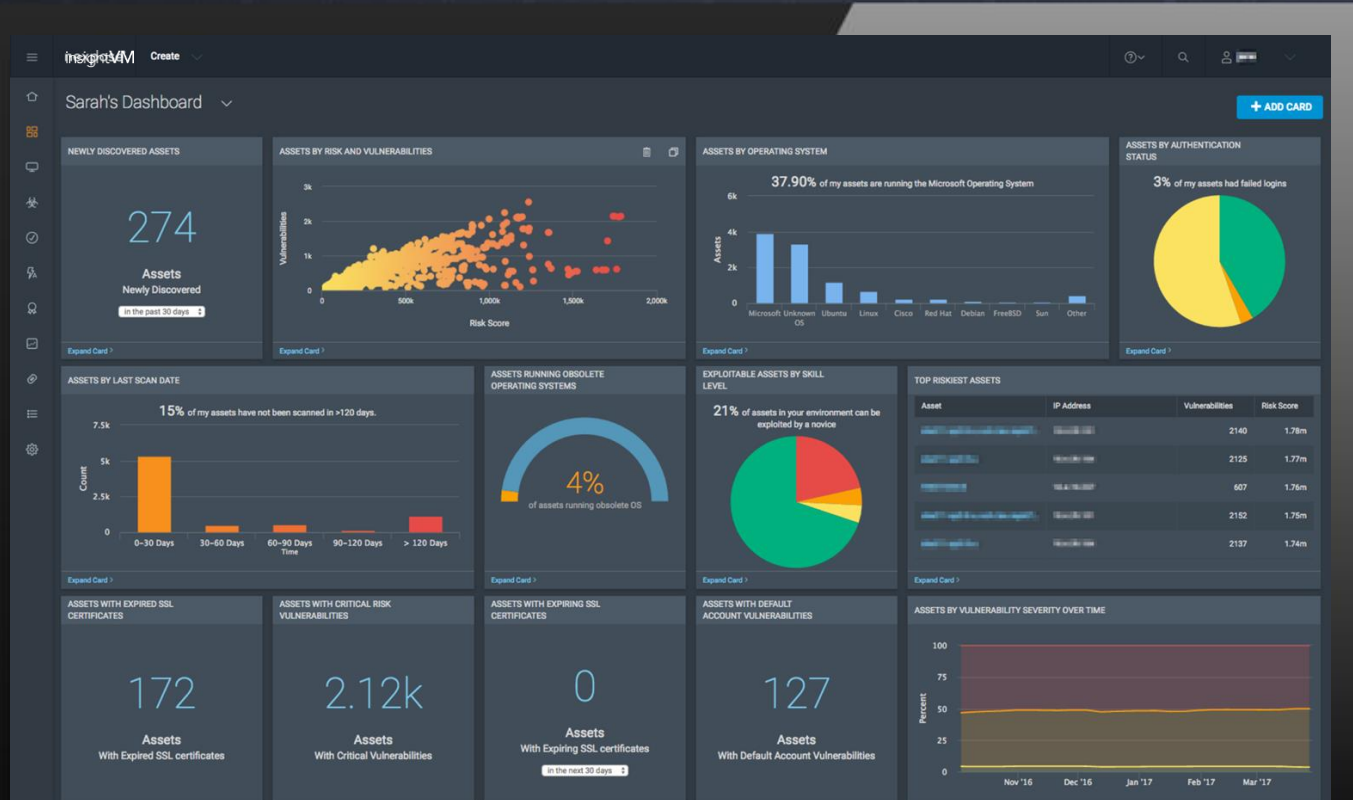 Create
Sarah's Dashboard
+ ADD CARD
NEWLY DISCOVERED ASSETS
274
Assets
Newly Discovered
in the past 30 days
Expand Card >
ASSETS BY RISK AND VULNERABILITIES
Vulnerabilities
3k
2k
1k
0
0 500k 1,000k 1,500k 2,000k
Risk Score
Expand Card >
ASSETS BY OPERATING SYSTEM
37.90% of my assets are running the Microsoft Operating System
Assets
6k
4k
2k
0
Microsoft Unknown OS Ubuntu Linux Cisco Red Hat Debian FreeBSD Sun Other
Expand Card >
ASSETS BY AUTHENTICATION
STATUS
3% of my assets had failed logins
Expand Card >
ASSETS BY LAST SCAN DATE
15% of my assets have not been scanned in >120 days.
Count
7.5k
5k
2.5k
0
0-30 Days 30-60 Days 60-90 Days 90-120 Days > 120 Days
Time
Expand Card >
ASSETS RUNNING OBSOLETE
OPERATING SYSTEMS
4%
of assets running obsolete OS
Expand Card >
EXPLOITABLE ASSETS BY SKILL
LEVEL
21% of assets in your environment can be
exploited by a novice
Expand Card >
TOP RISKIEST ASSETS
Asset IP Address Vulnerabilities Risk Score
2140 1.78m
2125 1.77m
607 1.76m
2152 1.75m
2137 1.74m
Expand Card >
ASSETS WITH EXPIRED SSL
CERTIFICATES
172
Assets
With Expired SSL certificates
ASSETS WITH CRITICAL RISK
VULNERABILITIES
2.12k
Assets
With Critical Vulnerabilities
ASSETS WITH EXPIRING SSL
CERTIFICATES
0
Assets
With Expiring SSL certificates
in the next 30 days
ASSETS WITH DEFAULT
ACCOUNT VULNERABILITIES
127
Assets
With Default Account Vulnerabilities
ASSETS BY VULNERABILITY SEVERITY OVER TIME
Percent
100
75
50
25
0
Nov '16 Dec '16 Jan '17 Feb '17 Mar '17